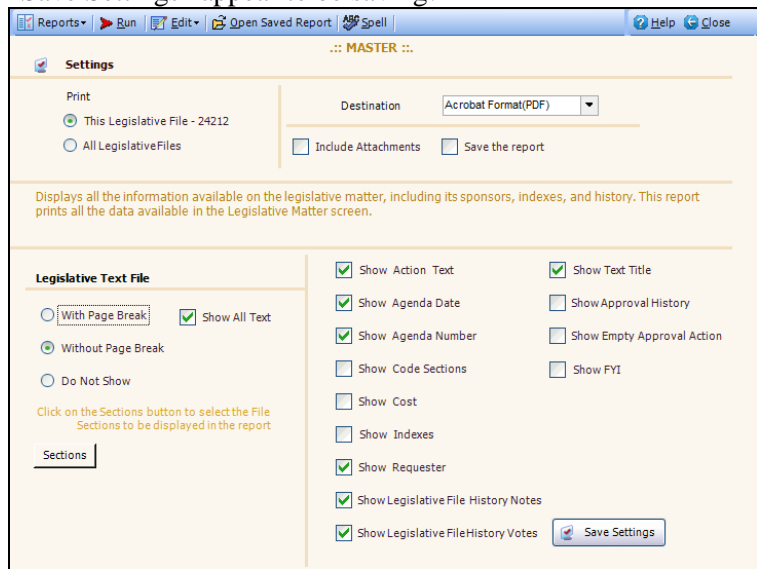 Reports Run Edit Open Saved Report ABC Spell Help Close
.:: MASTER ::.
Settings
Print
This Legislative File - 24212
All Legislative Files
Destination Acrobat Format(PDF)
Include Attachments Save the report
Displays all the information available on the legislative matter, including its sponsors, indexes, and history. This report
prints all the data available in the Legislative Matter screen.
Legislative Text File
With Page Break Show All Text
Without Page Break
Do Not Show
Click on the Sections button to select the File
Sections to be displayed in the report
Sections
Show Action Text Show Text Title
Show Agenda Date Show Approval History
Show Agenda Number Show Empty Approval Action
Show Code Sections Show FYI
Show Cost
Show Indexes
Show Requester
Show Legislative File History Notes
Show Legislative File History Votes Save Settings